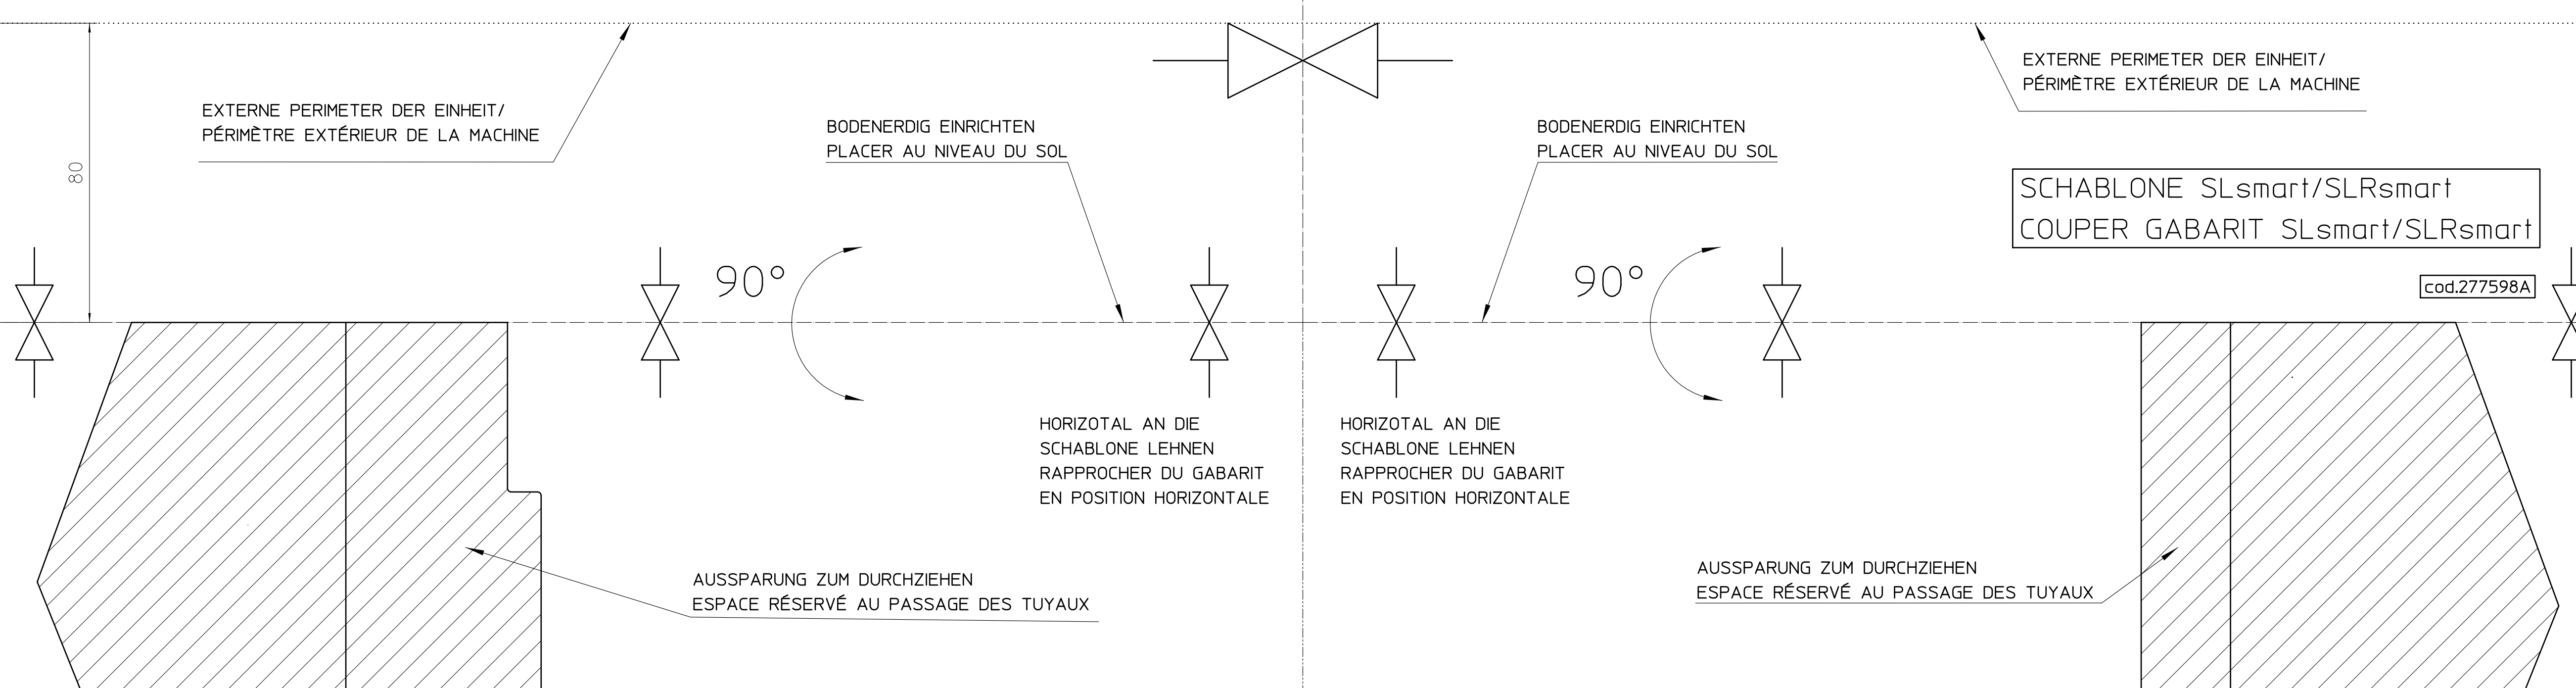 EXTERNE PERIMETER DER EINHEIT/
PÉRIMÈTRE EXTÉRIEUR DE LA MACHINE
80
BODENERDIG EINRICHTEN
PLACER AU NIVEAU DU SOL
BODENERDIG EINRICHTEN
PLACER AU NIVEAU DU SOL
EXTERNE PERIMETER DER EINHEIT/
PÉRIMÈTRE EXTÉRIEUR DE LA MACHINE
SCHABLONE SLsmart/SLRsmart
COUPER GABARIT SLsmart/SLRsmart
cod.277598A
90°
90°
HORIZOTAL AN DIE
SCHABLONE LEHNEN
RAPPROCHER DU GABARIT
EN POSITION HORIZONTALE
HORIZOTAL AN DIE
SCHABLONE LEHNEN
RAPPROCHER DU GABARIT
EN POSITION HORIZONTALE
AUSSPARUNG ZUM DURCHZIEHEN
ESPACE RÉSERVÉ AU PASSAGE DES TUYAUX
AUSSPARUNG ZUM DURCHZIEHEN
ESPACE RÉSERVÉ AU PASSAGE DES TUYAUX